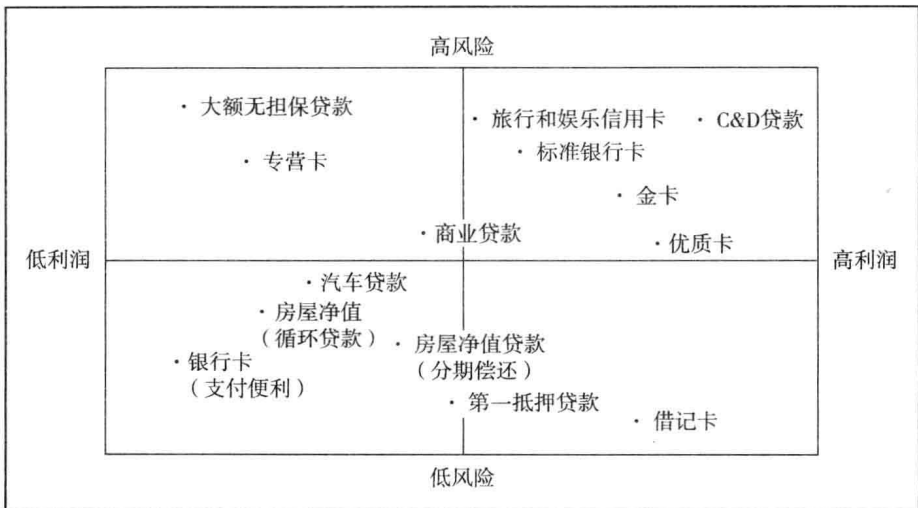 高风险
· 大额无担保贷款
· 旅行和娱乐信用卡
· C&D贷款
· 标准银行卡
· 专营卡
· 金卡
· 商业贷款
· 优质卡
低利润
高利润
· 汽车贷款
· 房屋净值
（循环贷款）
· 房屋净值贷款
（分期偿还）
· 银行卡
（支付便利）
· 第一抵押贷款
· 借记卡
低风险